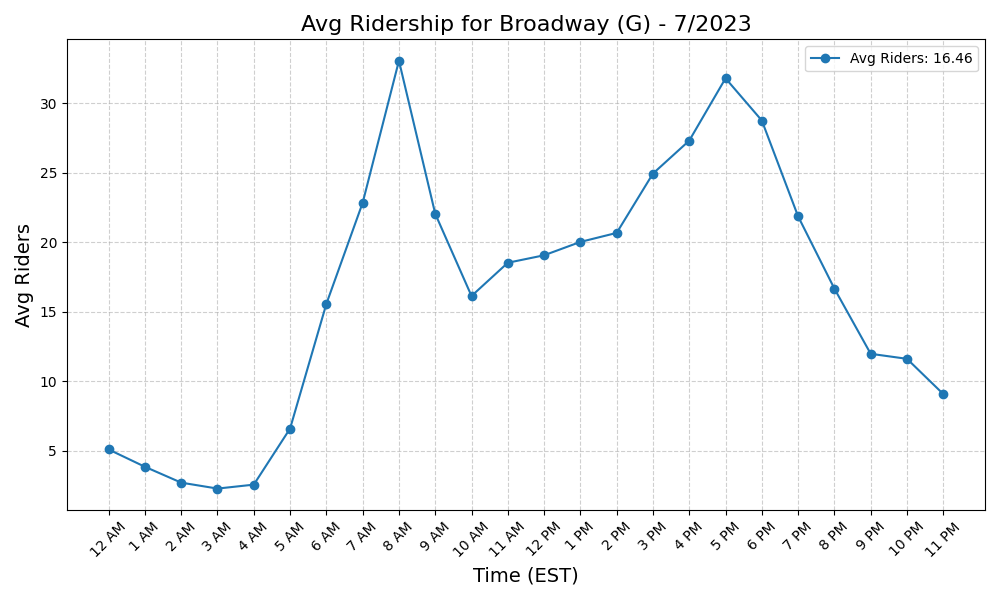 Avg Ridership for Broadway (G) - 7/2023
Avg Riders: 16.46
Avg Riders
30
25
20
15
10
5
12 AM
1 AM
2 AM
3 AM
4 AM
5 AM
6 AM
7 AM
8 AM
9 AM
10 AM
11 AM
12 PM
1 PM
2 PM
3 PM
4 PM
5 PM
6 PM
7 PM
8 PM
9 PM
10 PM
11 PM
Time (EST)